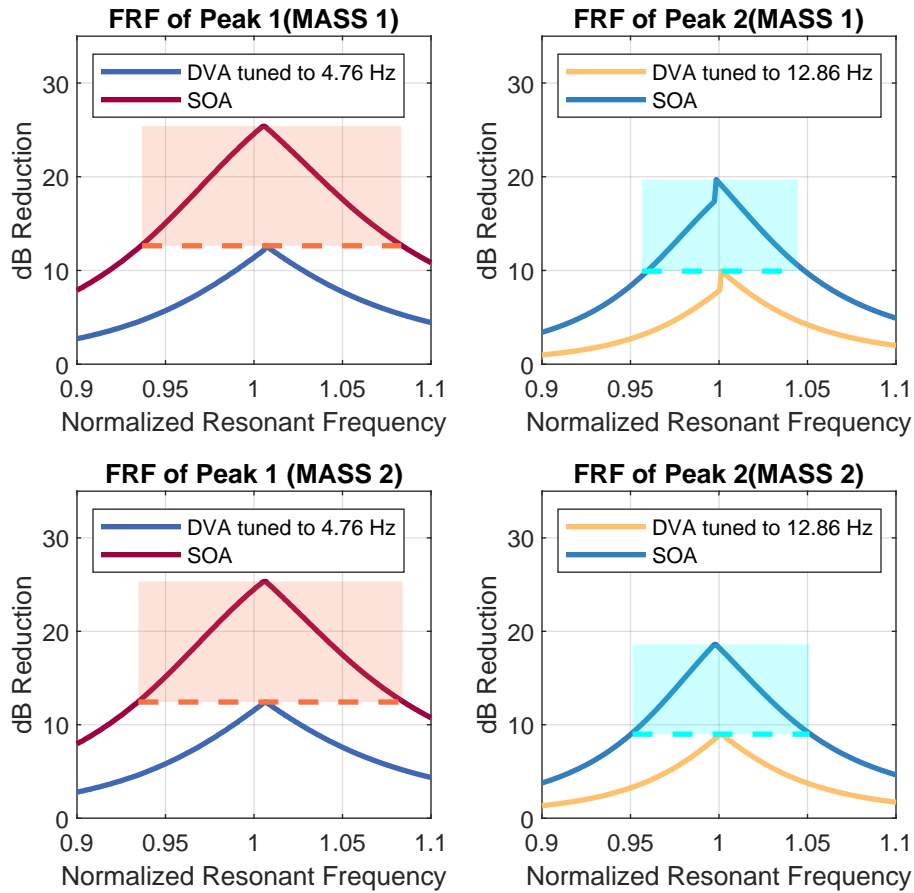 FRF of Peak 1(MASS 1)
DVA tuned to 4.76 Hz
SOA
dB Reduction
30
20
10
0
0.9 0.95 1 1.05 1.1
Normalized Resonant Frequency
FRF of Peak 2(MASS 1)
DVA tuned to 12.86 Hz
SOA
dB Reduction
30
20
10
0
0.9 0.95 1 1.05 1.1
Normalized Resonant Frequency
FRF of Peak 1 (MASS 2)
DVA tuned to 4.76 Hz
SOA
dB Reduction
30
20
10
0
0.9 0.95 1 1.05 1.1
Normalized Resonant Frequency
FRF of Peak 2(MASS 2)
DVA tuned to 12.86 Hz
SOA
dB Reduction
30
20
10
0
0.9 0.95 1 1.05 1.1
Normalized Resonant Frequency